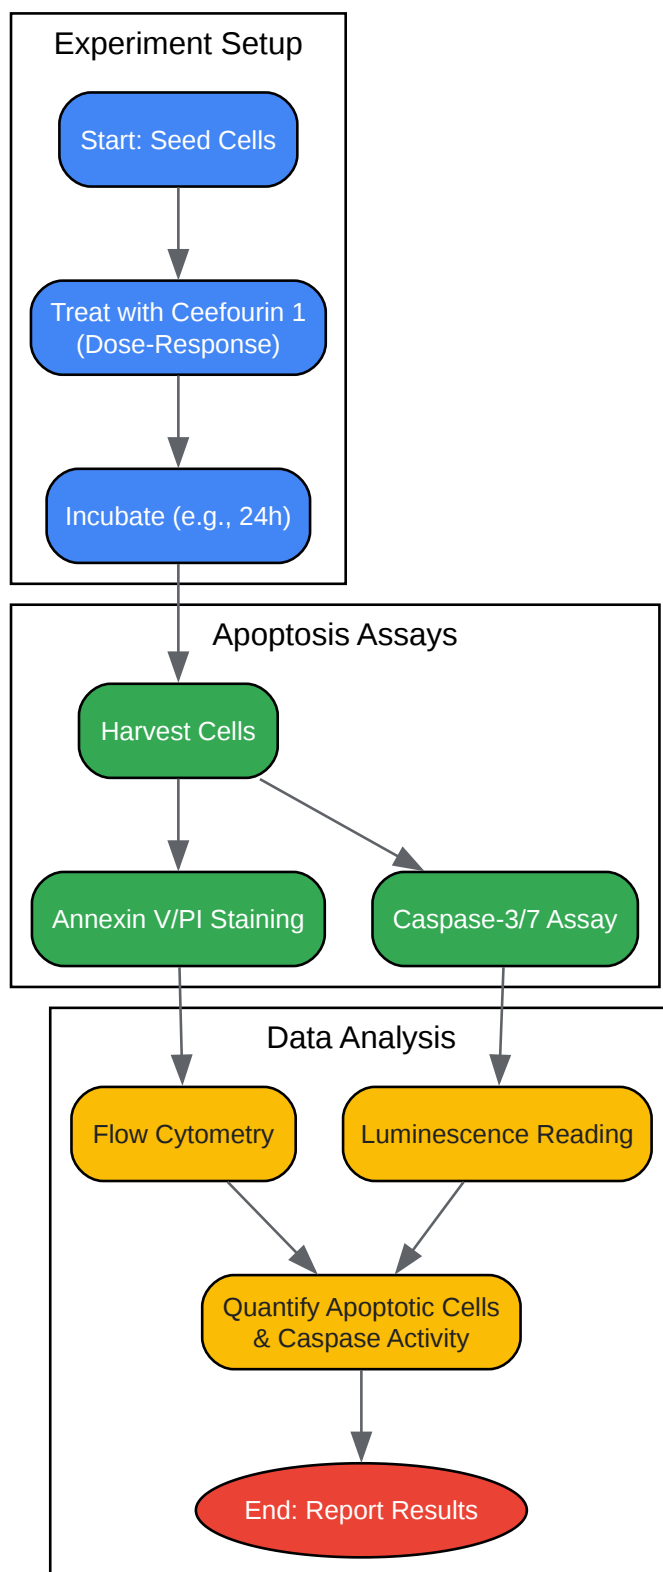 Experiment Setup
Start: Seed Cells
Treat with Ceefourin 1
(Dose-Response)
Incubate (e.g., 24h)
Apoptosis Assays
Harvest Cells
Annexin V/PI Staining
Caspase-3/7 Assay
Data Analysis
Flow Cytometry
Luminescence Reading
Quantify Apoptotic Cells
& Caspase Activity
End: Report Results